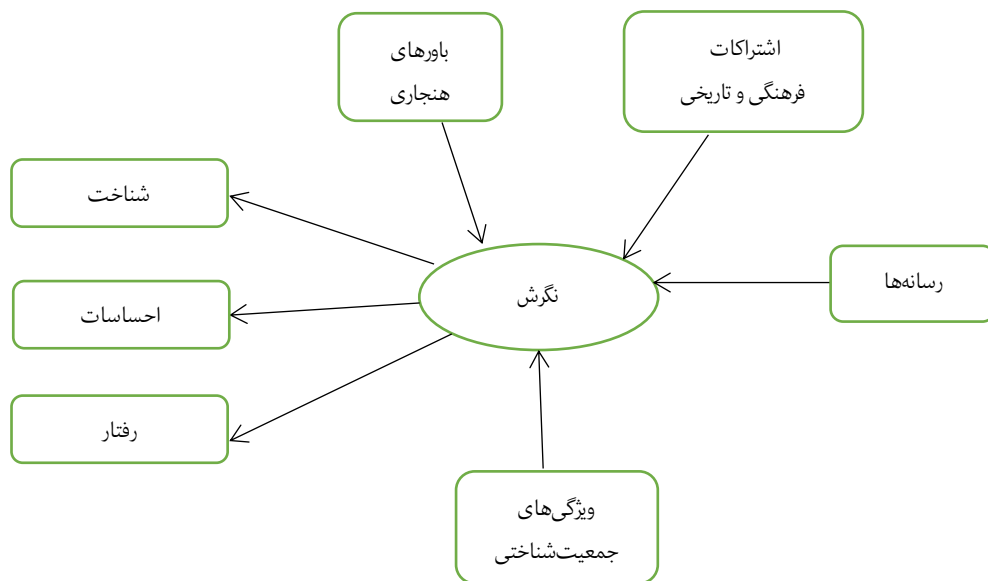 باورهای
هنجاری
اشتراکات
فرهنگی و تاریخی
شناخت
رسانه‌ها
نگرش
احساسات
رفتار
ویژگی‌های
جمعیت‌شناختی